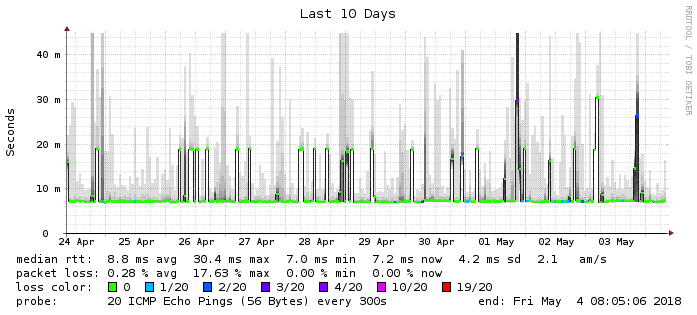 Last 10 Days
RRDTOOL / TOBI OETIKER
Seconds
40 m
30 m
20 m
10 m
0
24 Apr 25 Apr 26 Apr 27 Apr 28 Apr 29 Apr 30 Apr 01 May 02 May 03 May
median rtt: 8.8 ms avg 30.4 ms max 7.0 ms min 7.2 ms now 4.2 ms sd 2.1 am/s
packet loss: 0.28 % avg 17.63 % max 0.00 % min 0.00 % now
loss color: 0 1/20 2/20 3/20 4/20 10/20 19/20
probe: 20 ICMP Echo Pings (56 Bytes) every 300s end: Fri May 4 08:05:06 2018